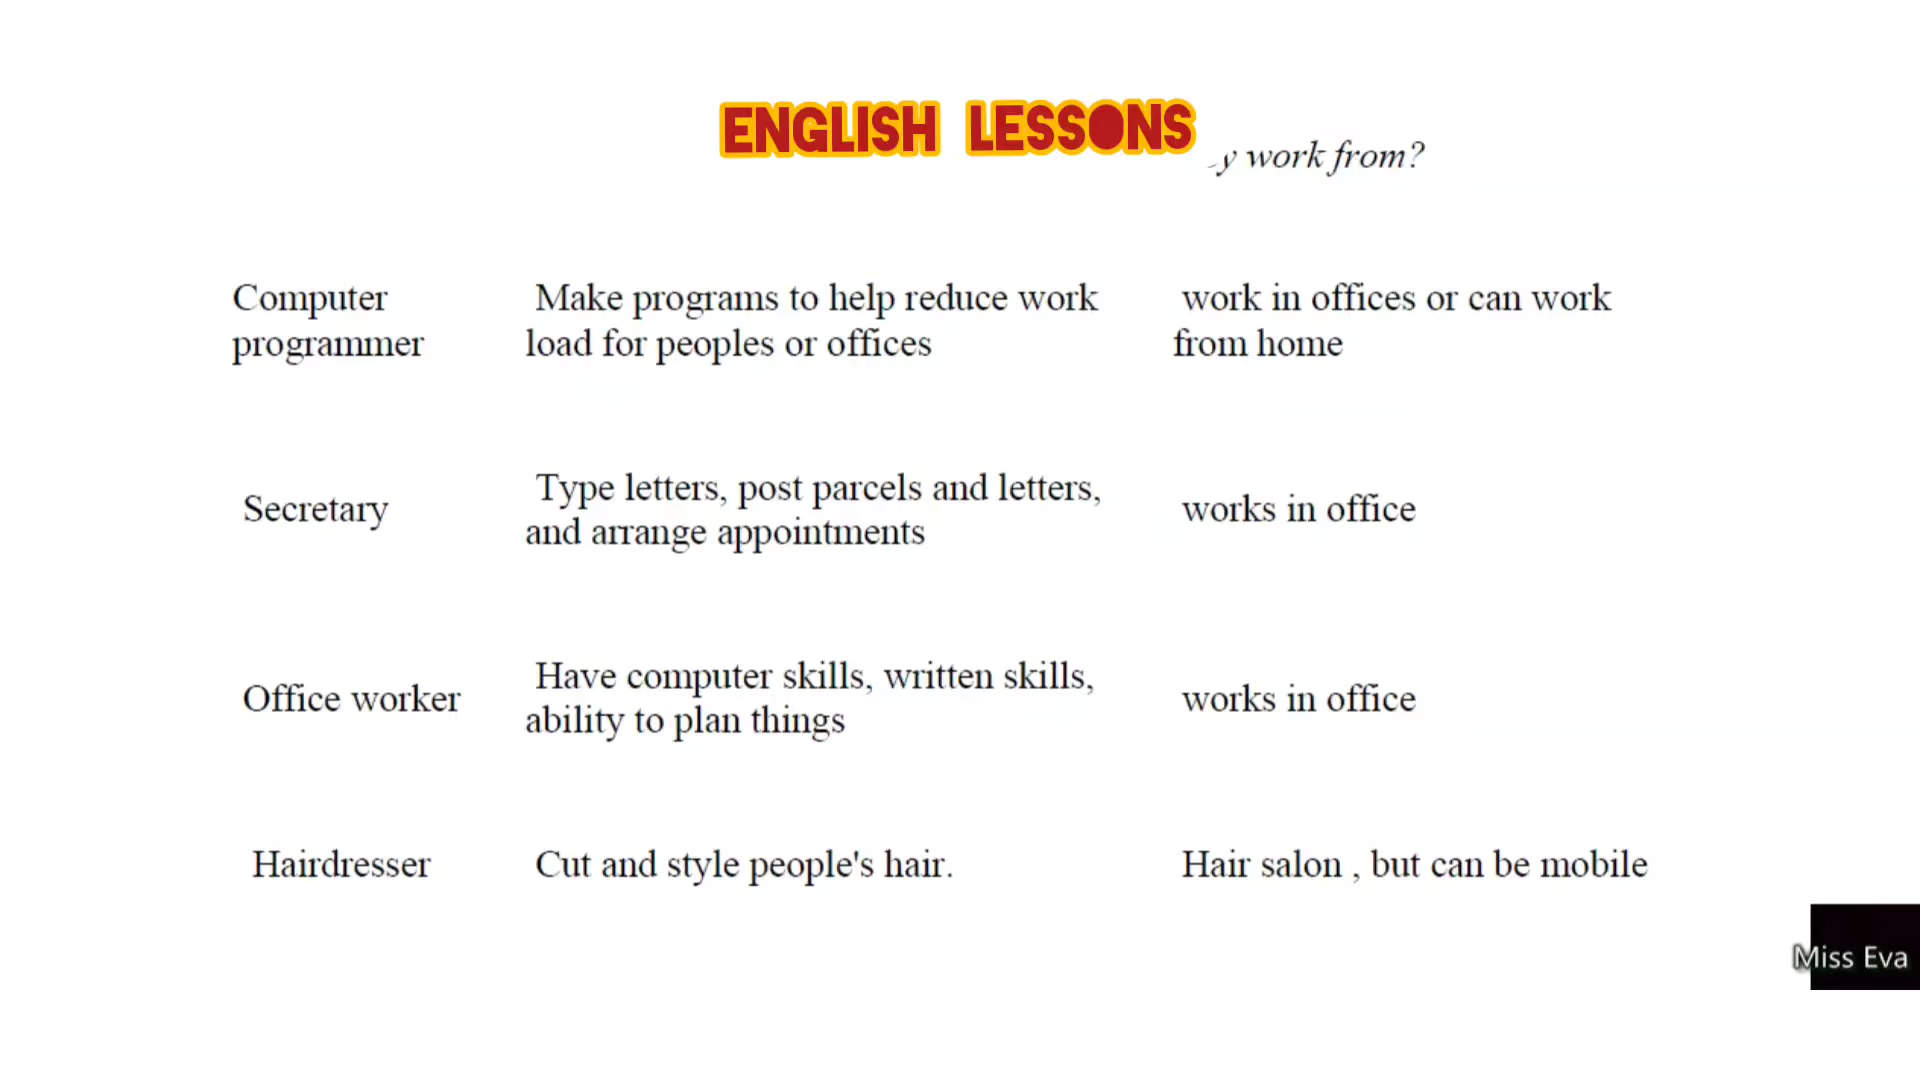 ENGLISH LESSONS
work from?
Computer
programmer
Make programs to help reduce work
load for peoples or offices
work in offices or can work
from home
Secretary
Type letters, post parcels and letters,
and arrange appointments
works in office
Office worker
Have computer skills, written skills,
ability to plan things
works in office
Hairdresser
Cut and style people's hair.
Hair salon , but can be mobile
Miss Eva